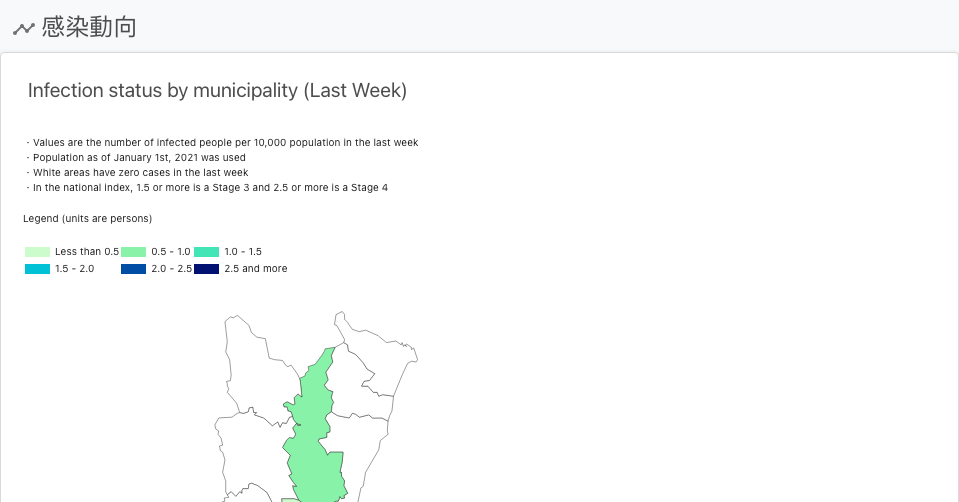 感染動向
Infection status by municipality (Last Week)
· Values are the number of infected people per 10,000 population in the last week
· Population as of January 1st, 2021 was used
· White areas have zero cases in the last week
· In the national index, 1.5 or more is a Stage 3 and 2.5 or more is a Stage 4
Legend (units are persons)
Less than 0.5 0.5 - 1.0 1.0 - 1.5
1.5 - 2.0 2.0 - 2.5 2.5 and more